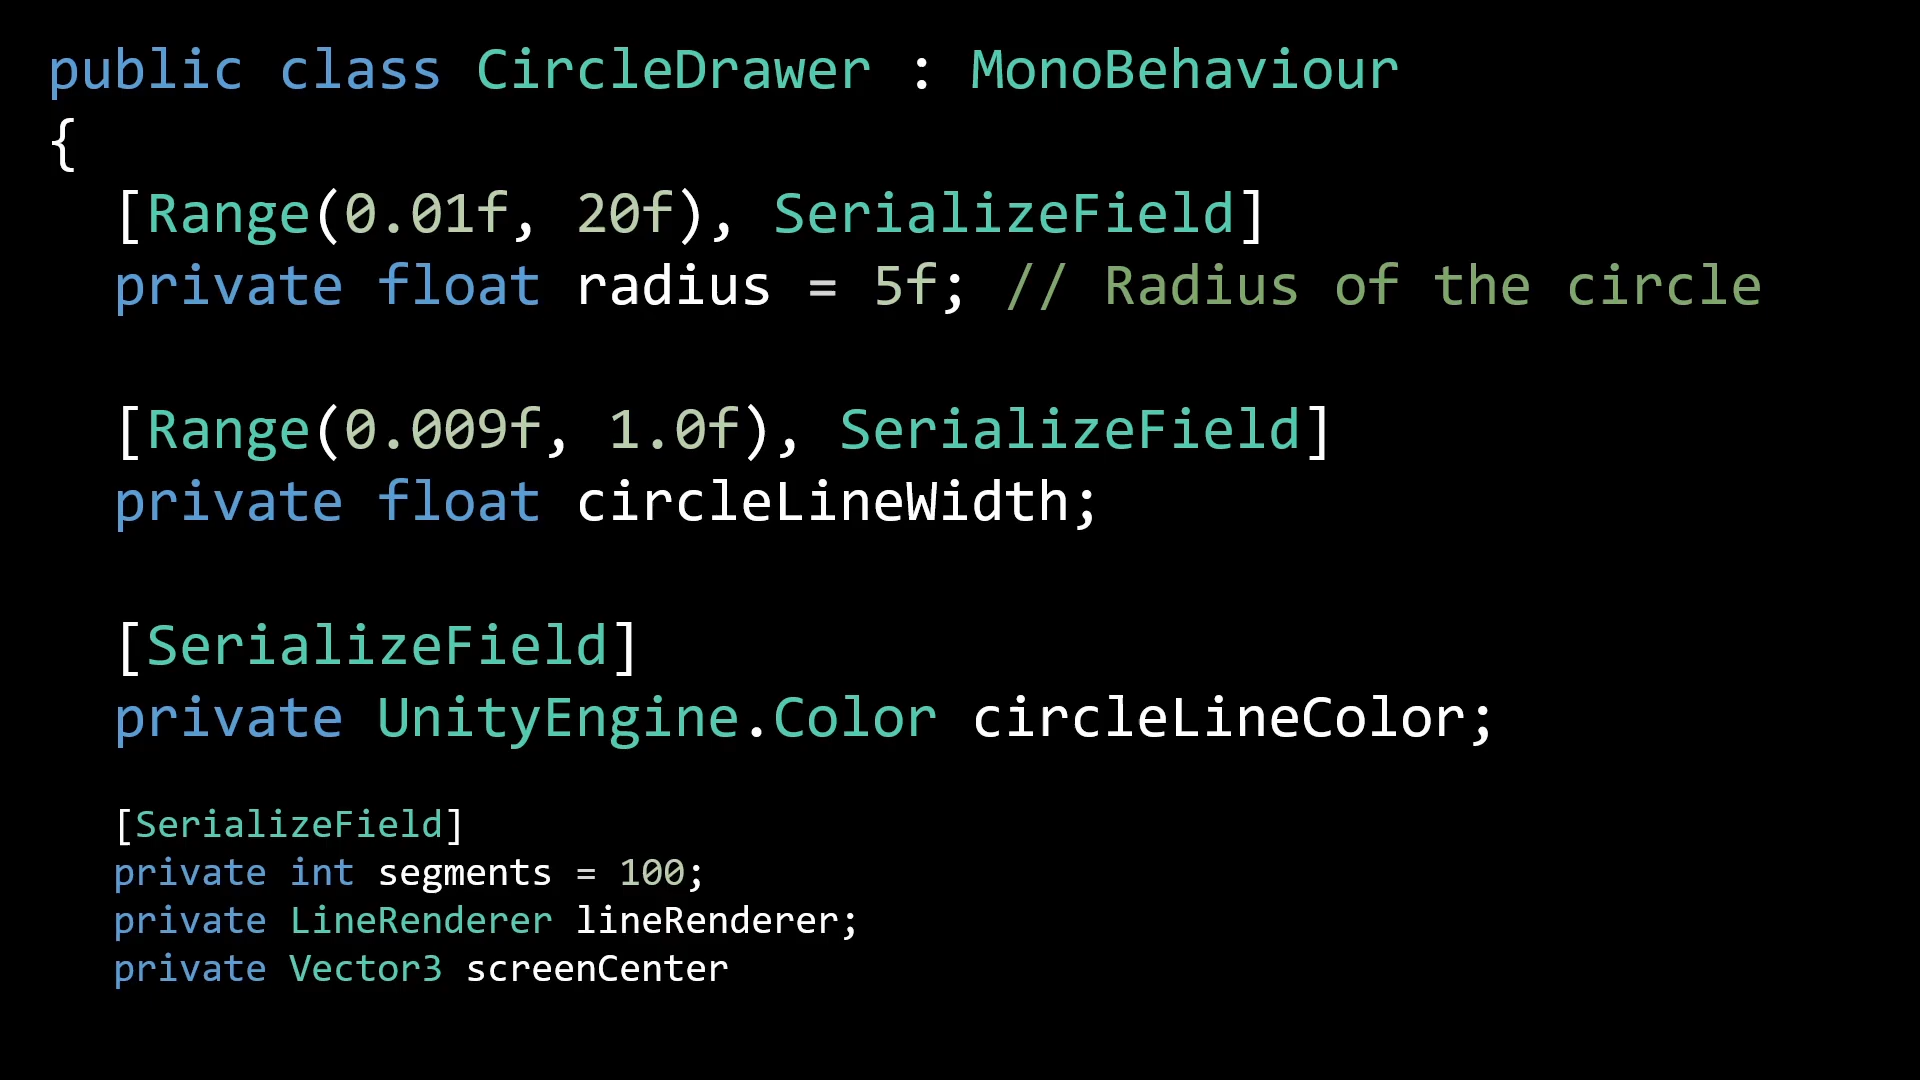 public class CircleDrawer : MonoBehaviour
{
[Range(0.01f, 20f), SerializeField]
private float radius = 5f; // Radius of the circle
[Range(0.009f, 1.0f), SerializeField]
private float circleLineWidth;
[SerializeField]
private UnityEngine.Color circleLineColor;
[SerializeField]
private int segments = 100;
private LineRenderer lineRenderer;
private Vector3 screenCenter